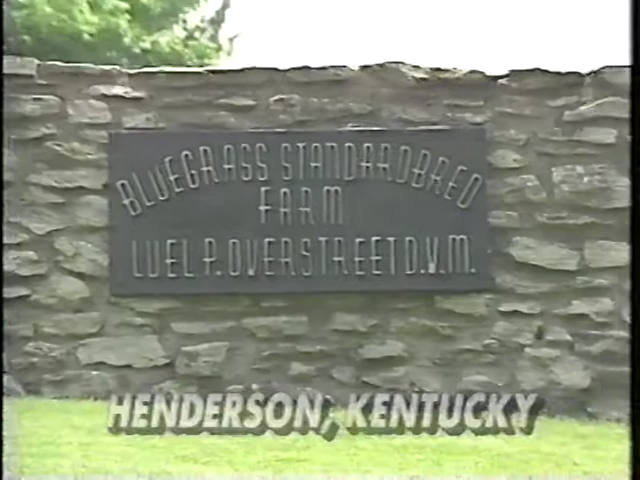 BLUEGRASS STANDARDBRED
FARM
LUEL P. OVERSTREET D.V.M.
HENDERSON, KENTUCKY